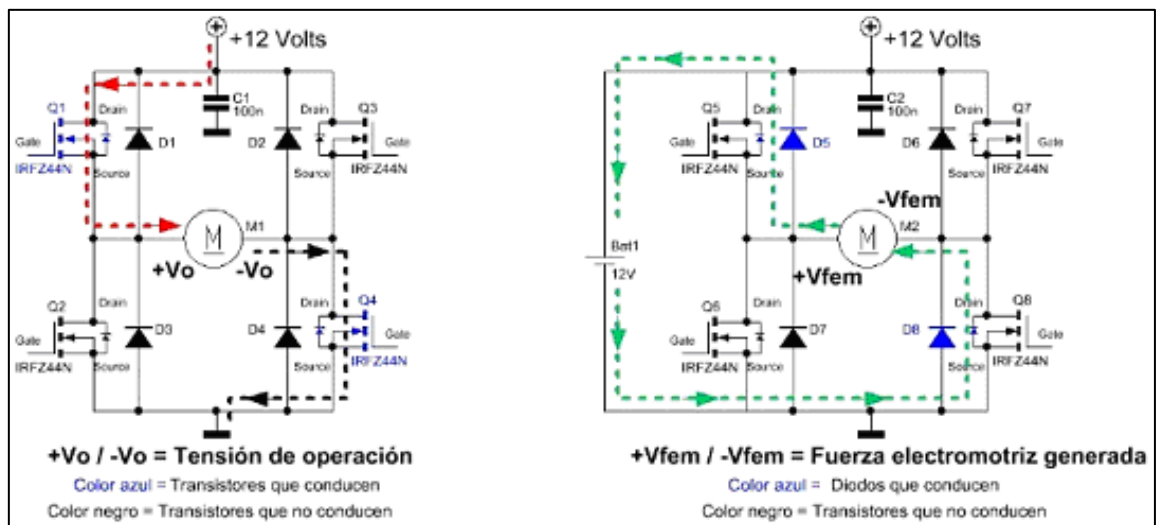 +12 Volts
C1
100n
Q1
Drain
Gate
IRFZ44N
Source
D1
D2
Q3
Drain
Gate
Source
IRFZ44N
M
M1
+Vo
-Vo
Q2
Drain
Gate
IRFZ44N
Source
D3
D4
Q4
Drain
Gate
Source
IRFZ44N
+Vo / -Vo = Tensión de operación
Color azul = Transistores que conducen
Color negro = Transistores que no conducen
+12 Volts
C2
100n
Q5
Drain
Gate
IRFZ44N
Source
D5
D6
Q7
Drain
Gate
Source
IRFZ44N
-Vfem
M
M2
+Vfem
Bat1
12V
Q6
Drain
Gate
IRFZ44N
Source
D7
D8
Q8
Drain
Gate
Source
IRFZ44N
+Vfem / -Vfem = Fuerza electromotriz generada
Color azul = Diodos que conducen
Color negro = Transistores que no conducen